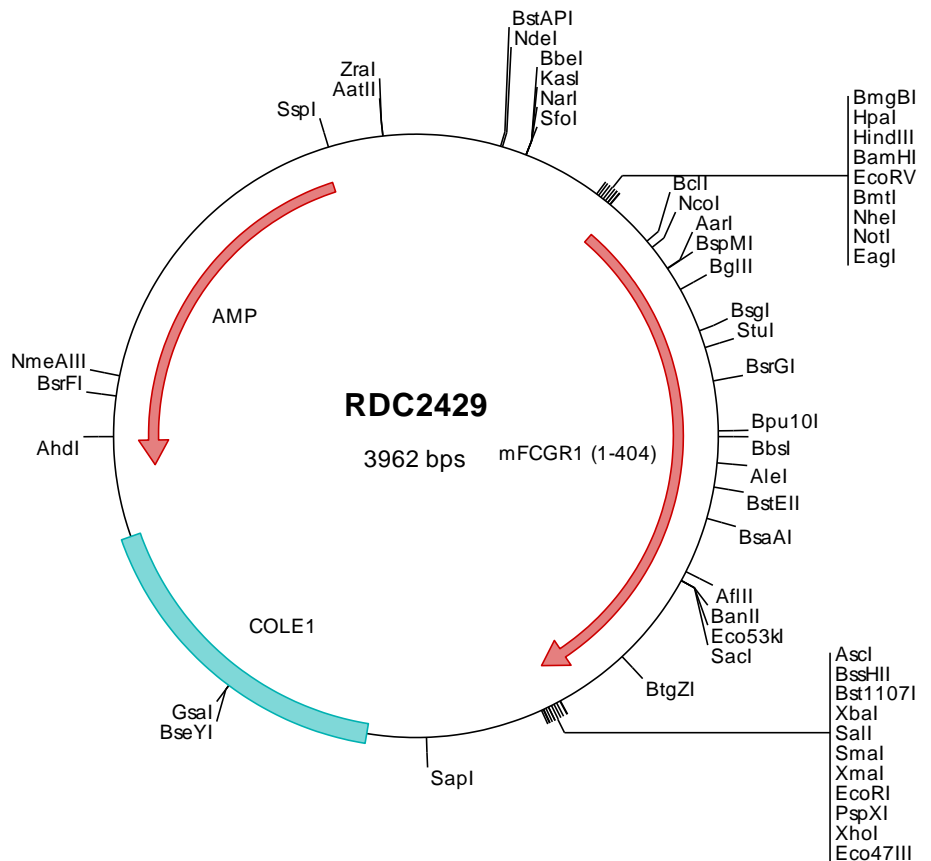 BstAPI
NdeI
BbeI
KasI
NarI
SfoI
ZraI
AatII
SspI
BmgBI
HpaI
HindIII
BamHI
EcoRV
BmtI
NheI
NotI
EagI
BclI
NcoI
AarI
BspMI
BglII
BsgI
StuI
BsrGI
Bpu10I
BbsI
AleI
BstEII
BsaAI
AflII
BanII
Eco53kI
SacI
BtgZI
AscI
BssHII
Bst1107I
XbaI
SalI
SmaI
XmaI
EcoRI
PspXI
XhoI
Eco47III
SapI
GsaI
BseYI
AhdI
BsrFI
NmeAIII
AMP
COLE1
mFCGR1 (1-404)
RDC2429
3962 bps